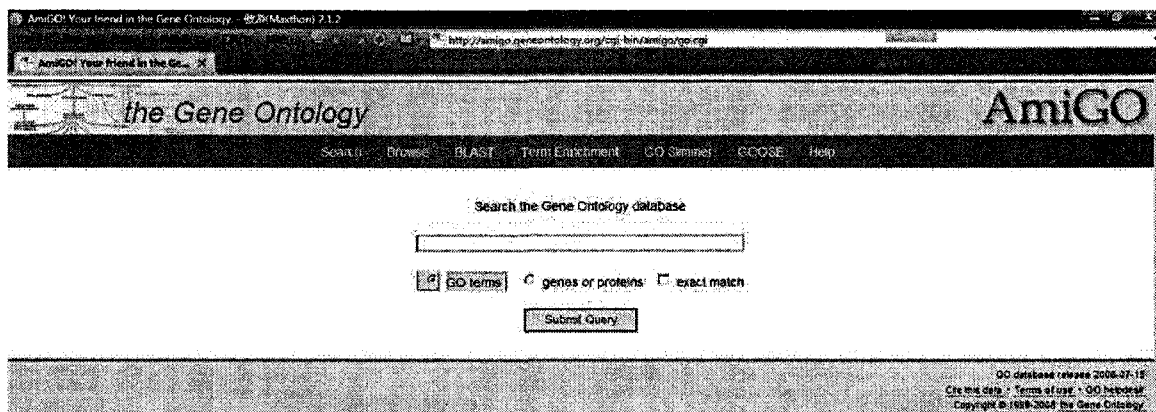 AmiGO! Your friend in the Gene Ontology. - (Maxthon) 2.1.2
http://amigo.geneontology.org/cgi-bin/amigo/go.cgi
AmiGO! Your friend in the Ge...
the Gene Ontology
AmiGO
Search Browse BLAST Term Enrichment GO Slimmer GOOSE Help
Search the Gene Ontology database
GO terms genes or proteins exact match
Submit Query
GO database release 2008-07-15
Cite this data • Terms of use • GO helpdesk
Copyright © 1999-2008 the Gene Ontology